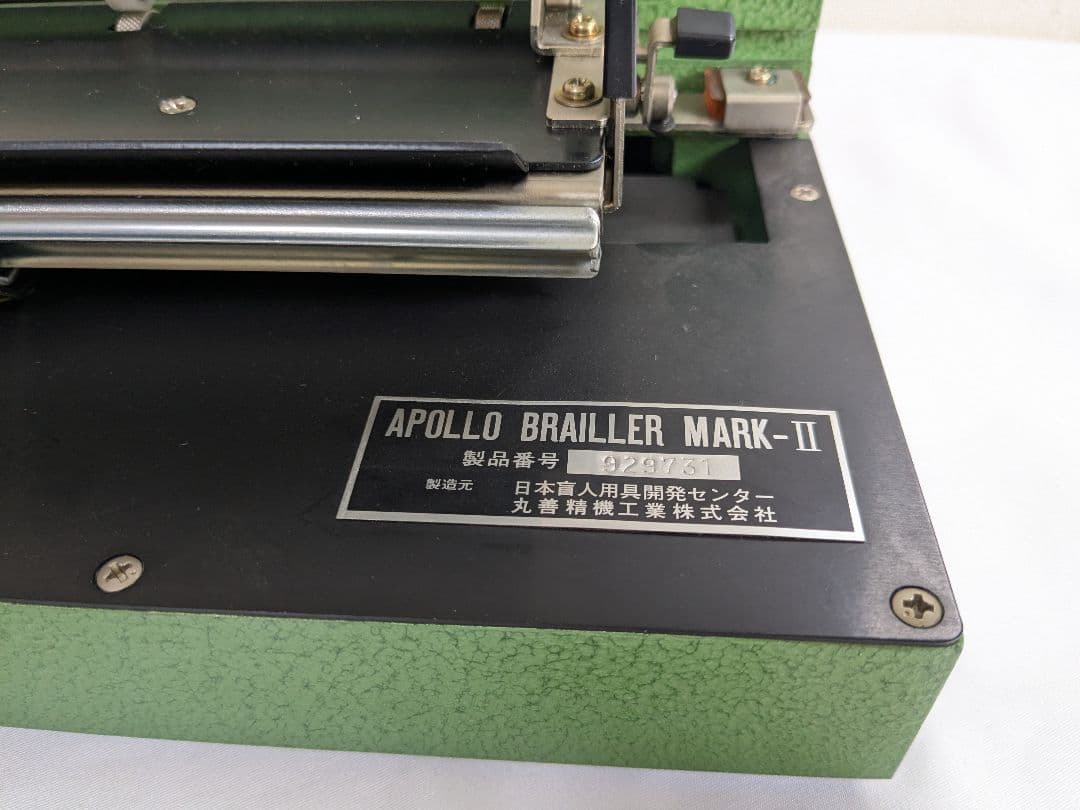 APOLLO BRAILLER MARK-II
製品番号 929731
製造元 日本盲人用具開発センター
丸善精機工業株式会社